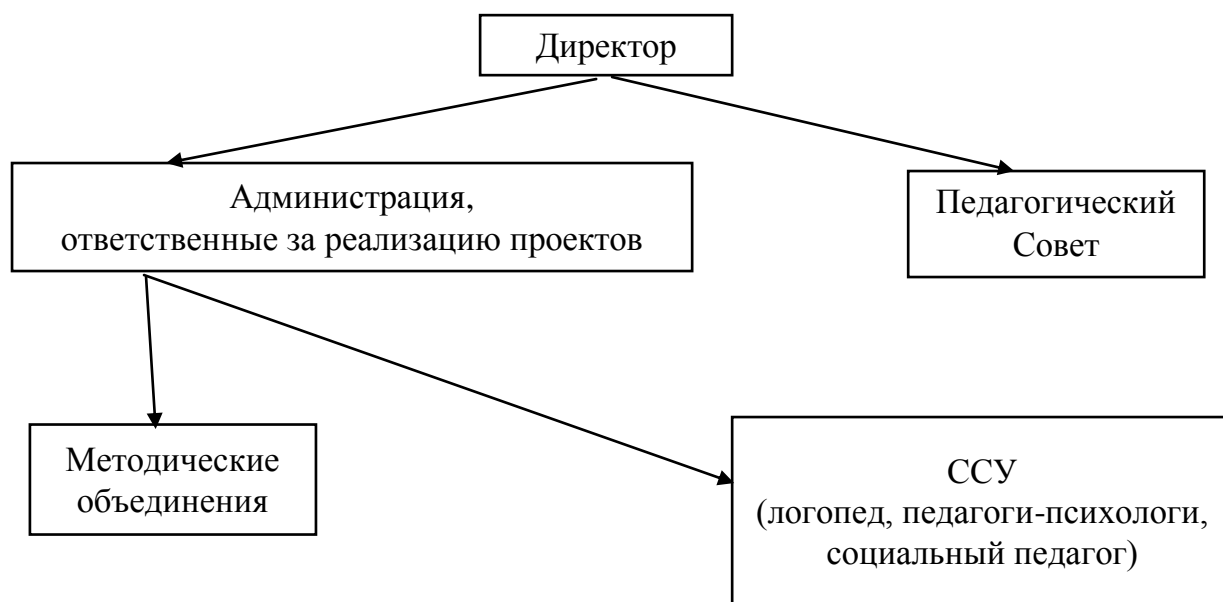 Директор
Администрация,
ответственные за реализацию проектов
Педагогический
Совет
Методические
объединения
ССУ
(логопед, педагоги-психологи,
социальный педагог)